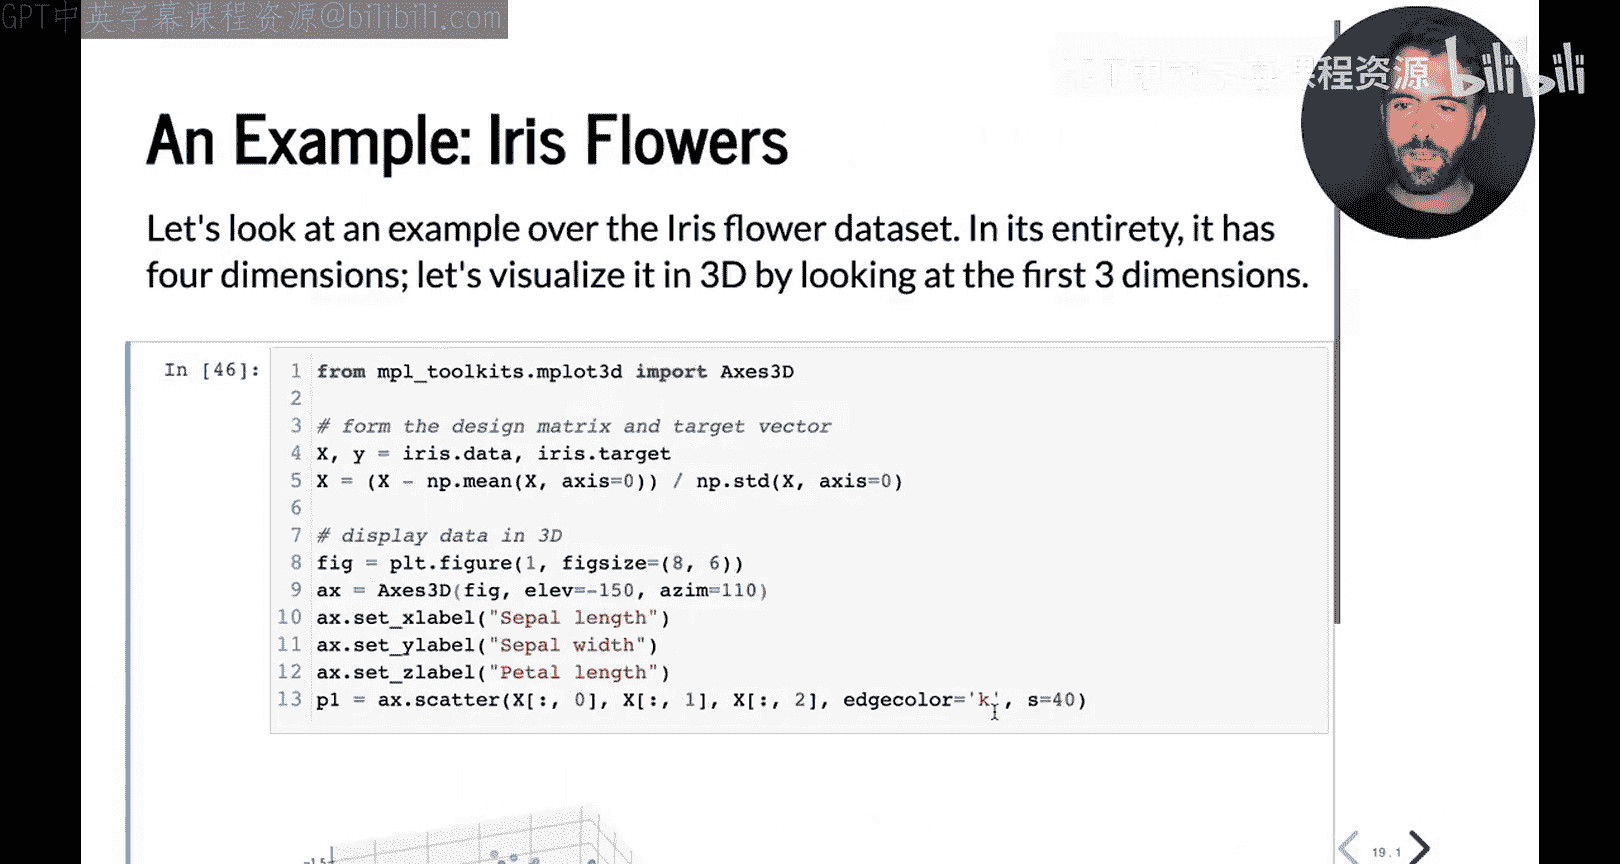 GPT中英字幕课程资源@bilibili.com
课程资源 bilibili
An Example: Iris Flowers
Let's look at an example over the Iris flower dataset. In its entirety, it has
four dimensions; let's visualize it in 3D by looking at the first 3 dimensions.
In [46]:
1 from mpl_toolkits.mplot3d import Axes3D
2
3 # form the design matrix and target vector
4 X, y = iris.data, iris.target
5 X = (X - np.mean(X, axis=0)) / np.std(X, axis=0)
6
7 # display data in 3D
8 fig = plt.figure(1, figsize=(8, 6))
9 ax = Axes3D(fig, elev=-150, azim=110)
10 ax.set_xlabel("Sepal length")
11 ax.set_ylabel("Sepal width")
12 ax.set_zlabel("Petal length")
13 p1 = ax.scatter(X[:, 0], X[:, 1], X[:, 2], edgecolor='k', s=40)
19.1